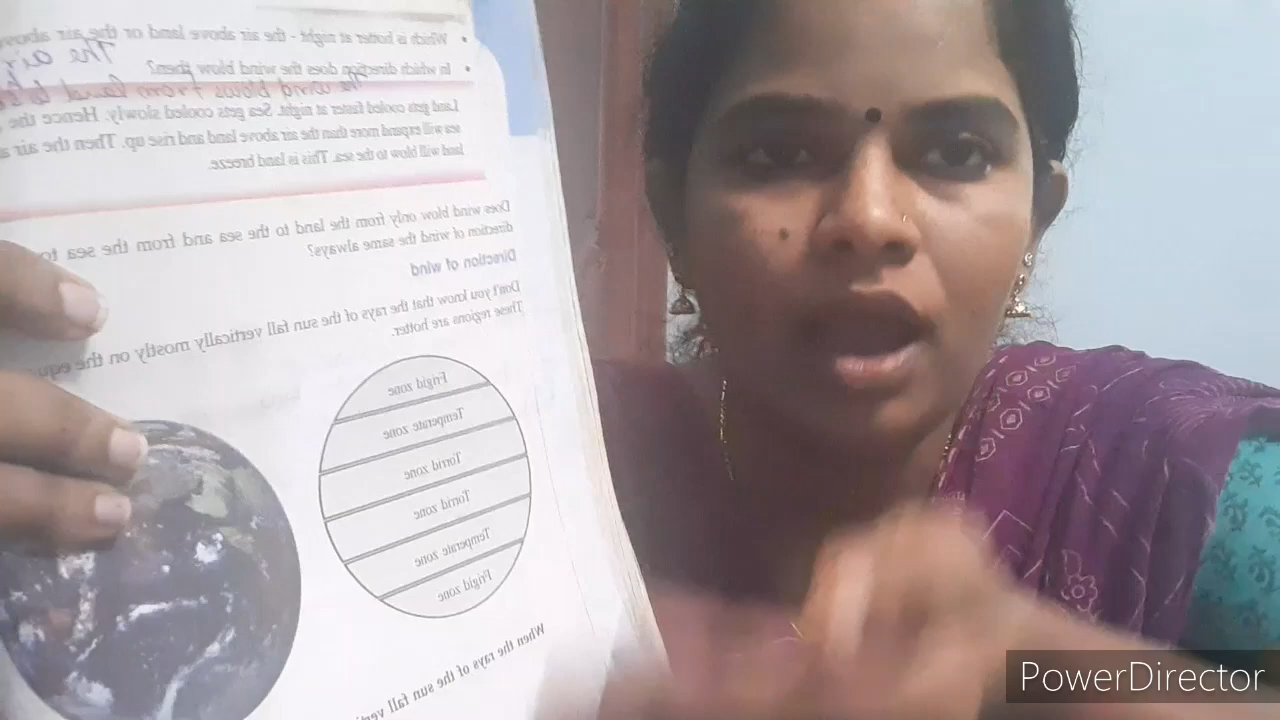 • Which is hotter at night - the air above land or the air above
The air
• In which direction does the wind blow then?
The wind blows from land to sea
Land gets cooled faster at night. Sea gets cooled slowly. Hence the
sea will expand more than the air above land and rise up. Then the air a
land will blow to the sea. This is land breeze.
Does wind blow only from the land to the sea and from the sea to
direction of wind the same always?
Direction of wind
Don't you know that the rays of the sun fall vertically mostly on the equ
These regions are hotter.
Frigid zone
Temperate zone
Torrid zone
Torrid zone
Temperate zone
Frigid zone
When the rays of the sun fall verti
PowerDirector